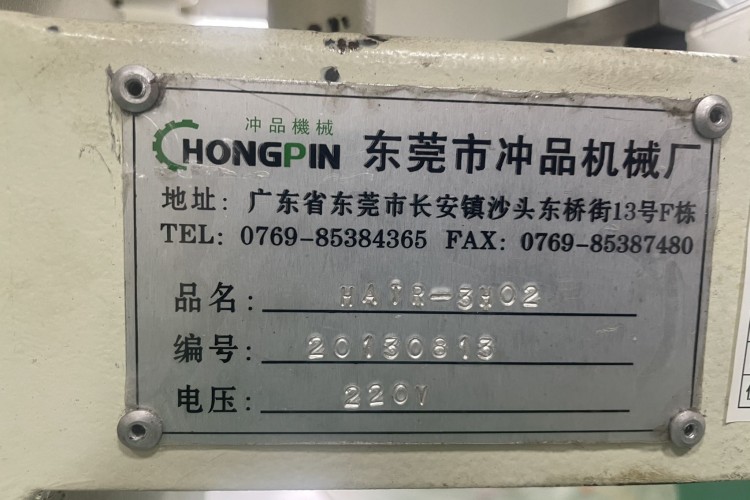 冲品機械
CHONGPIN 东莞市冲品机械厂
地址: 广东省东莞市长安镇沙头东桥街13号F栋
TEL: 0769-85384365 FAX: 0769-85387480
品名: HATR-3H02
编号: 20130813
电压: 220V